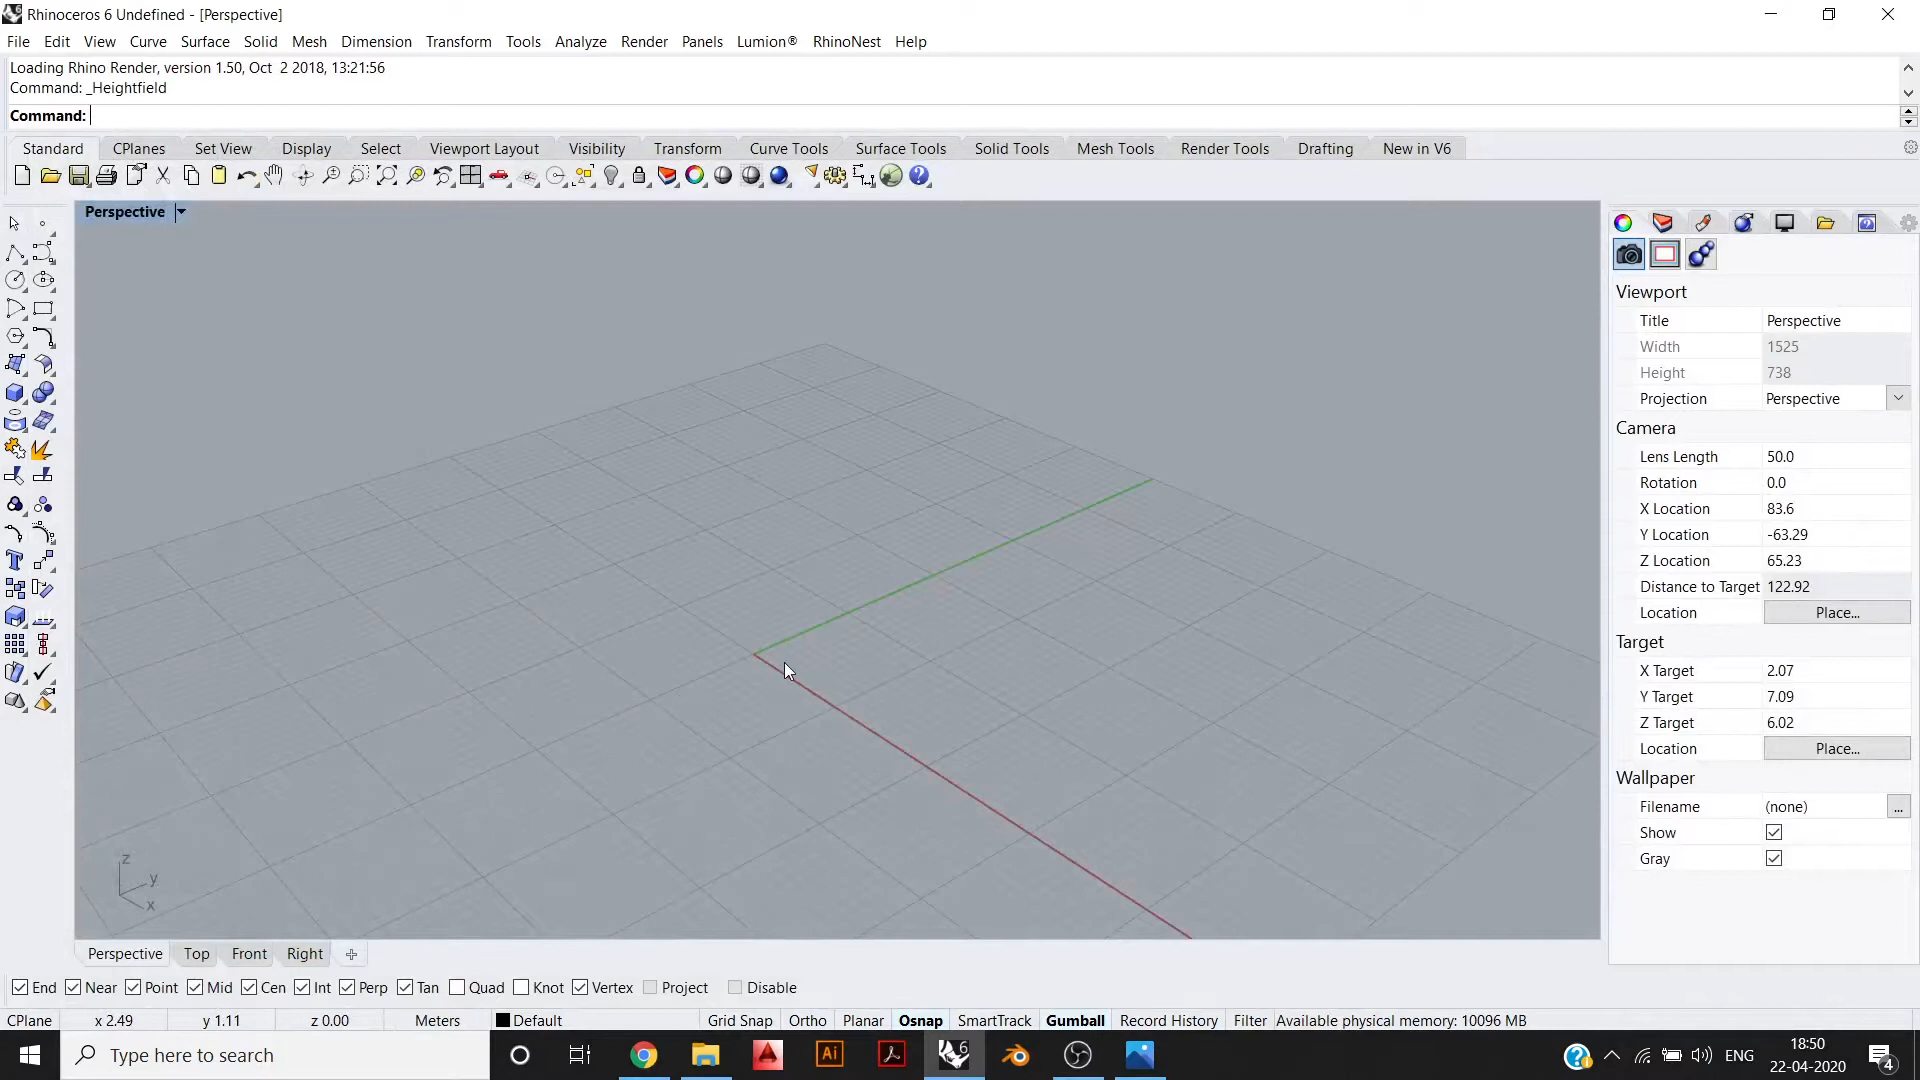 Rhinoceros 6 Undefined - [Perspective]
File Edit View Curve Surface Solid Mesh Dimension Transform Tools Analyze Render Panels Lumion® RhinoNest Help
Loading Rhino Render, version 1.50, Oct  2 2018, 13:21:56
Command: _Heightfield
Command:
Standard CPlanes Set View Display Select Viewport Layout Visibility Transform Curve Tools Surface Tools Solid Tools Mesh Tools Render Tools Drafting New in V6
Perspective
Viewport
Title Perspective
Width 1525
Height 738
Projection Perspective
Camera
Lens Length 50.0
Rotation 0.0
X Location 83.6
Y Location -63.29
Z Location 65.23
Distance to Target 122.92
Location Place...
Target
X Target 2.07
Y Target 7.09
Z Target 6.02
Location Place...
Wallpaper
Filename (none) ...
Show
Gray
z
y
x
Perspective Top Front Right
End Near Point Mid Cen Int Perp Tan Quad Knot Vertex Project Disable
CPlane x 2.49 y 1.11 z 0.00 Meters Default Grid Snap Ortho Planar Osnap SmartTrack Gumball Record History Filter Available physical memory: 10096 MB
Type here to search
Ai
6
ENG
18:50
22-04-2020
4